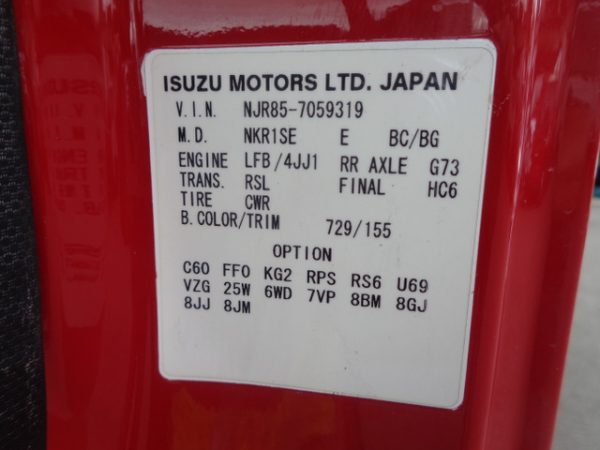 ISUZU MOTORS LTD. JAPAN
V.I.N. NJR85-7059319
M.D. NKR1SE E BC/BG
ENGINE LFB/4JJ1 RR AXLE G73
TRANS. RSL FINAL HC6
TIRE CWR
B.COLOR/TRIM 729/155
OPTION
C60 FF0 KG2 RPS RS6 U69
VZG 25W 6WD 7VP 8BM 8GJ
8JJ 8JM